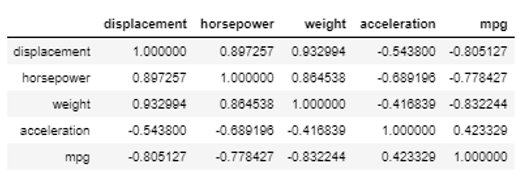 displacement horsepower weight acceleration mpg
displacement 1.000000 0.897257 0.932994 -0.543800 -0.805127
horsepower 0.897257 1.000000 0.864538 -0.689196 -0.778427
weight 0.932994 0.864538 1.000000 -0.416839 -0.832244
acceleration -0.543800 -0.689196 -0.416839 1.000000 0.423329
mpg -0.805127 -0.778427 -0.832244 0.423329 1.000000